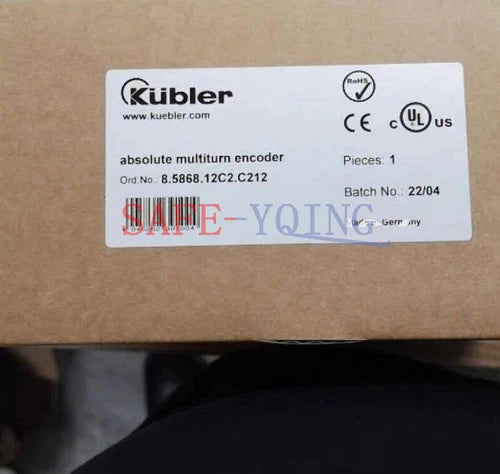 Kübler
www.kuebler.com
RoHS
CE c UL US
absolute multiturn encoder
Pieces: 1
Ord.No.: 8.5868.12C2.C212
Batch No.: 22/04
SAFE-YQING
Germany